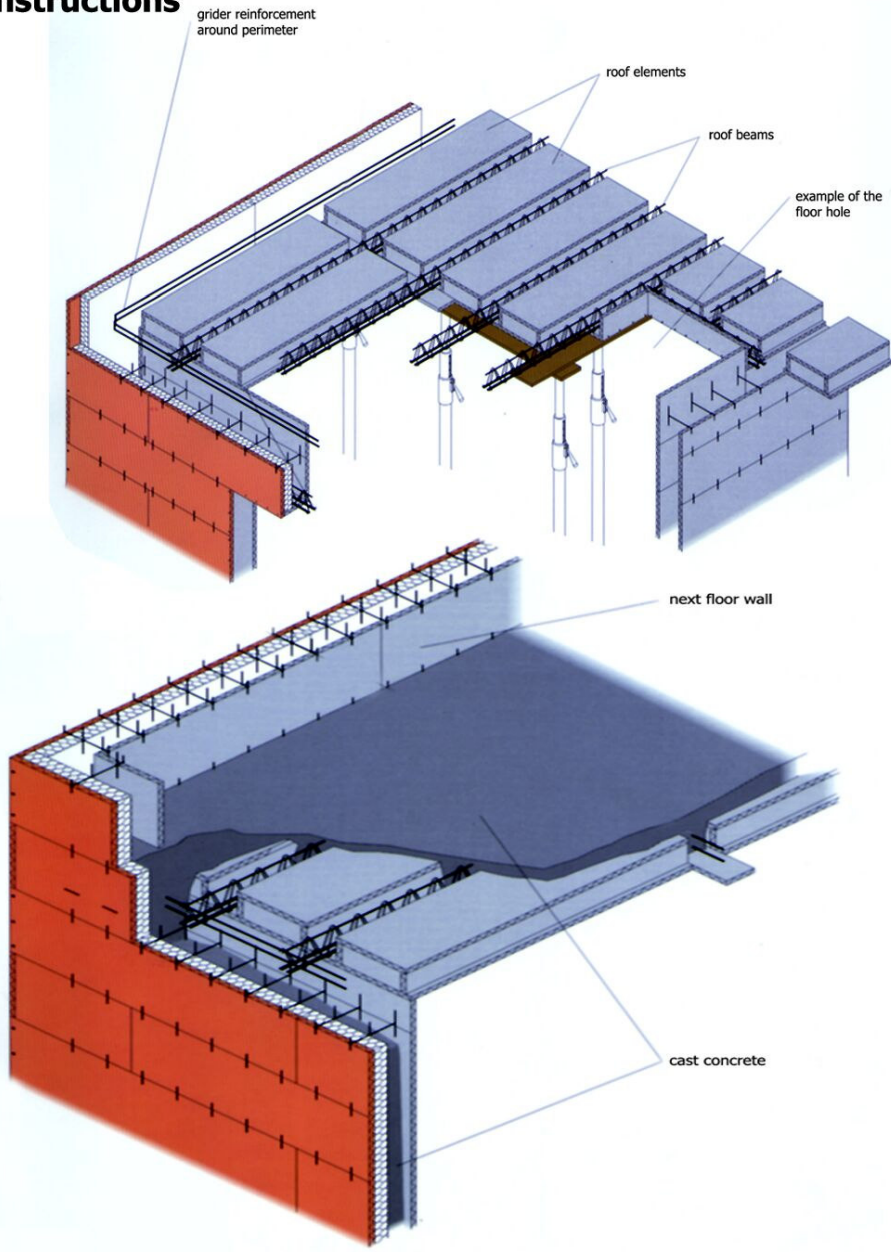 nstructions
grider reinforcement
around perimeter
roof elements
roof beams
example of the
floor hole
next floor wall
cast concrete